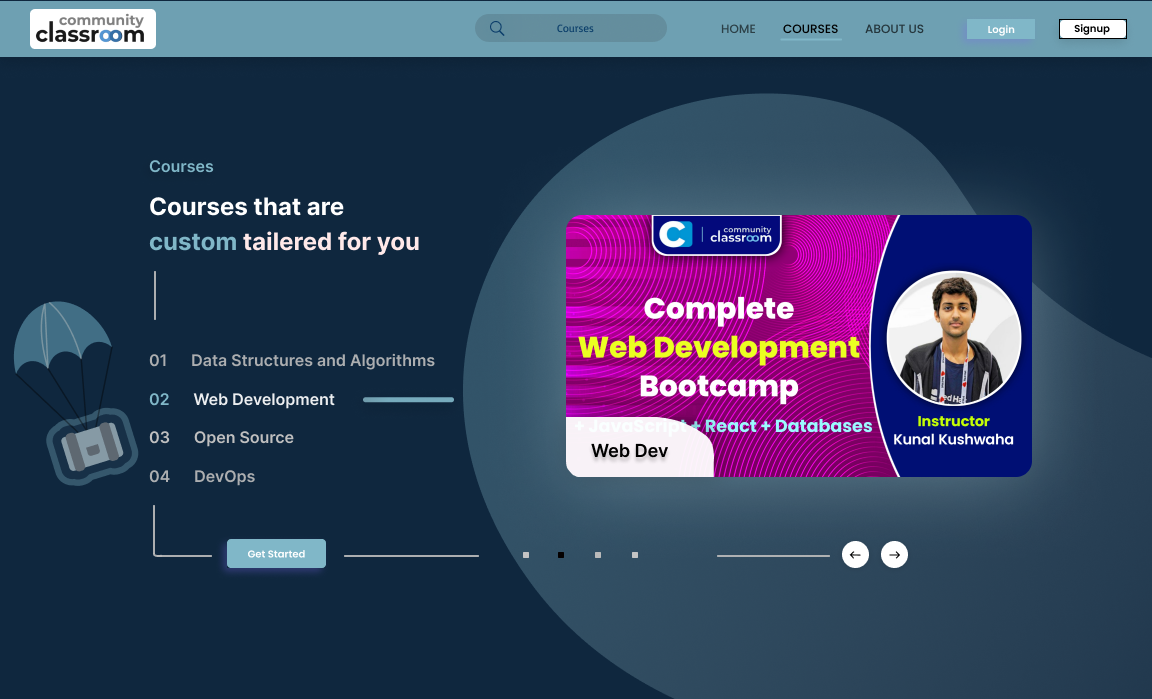 community
classroom
Courses
HOME
COURSES
ABOUT US
Login
Signup
Courses
Courses that are
custom tailered for you
01 Data Structures and Algorithms
02 Web Development
03 Open Source
04 DevOps
Get Started
C
community
classroom
Complete
Web Development
Bootcamp
+ JavaScript + React + Databases
Web Dev
Instructor
Kunal Kushwaha